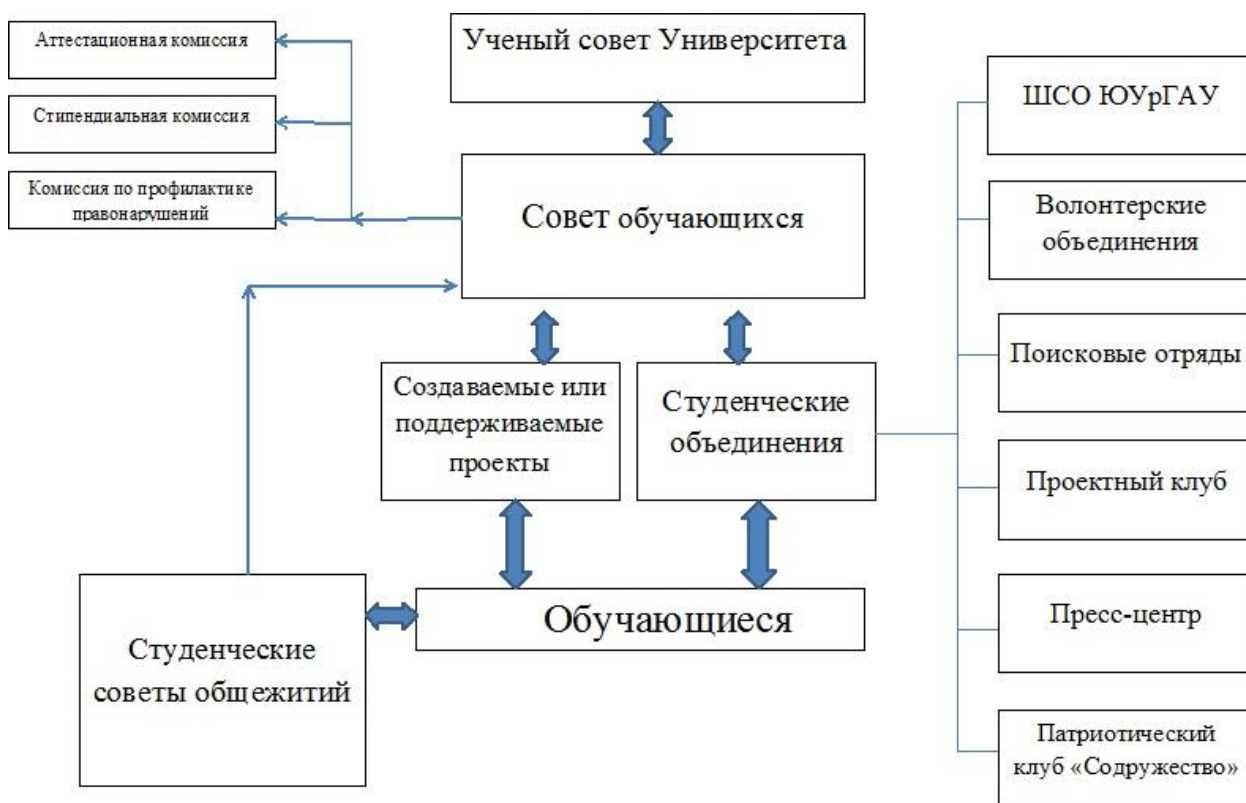 Аттестационная комиссия
Стипендиальная комиссия
Комиссия по профилактике
правонарушений
Ученый совет Университета
Совет обучающихся
Создаваемые или
поддерживаемые
проекты
Студенческие
объединения
Обучающиеся
Студенческие
советы общежитий
ШСО ЮУрГАУ
Волонтерские
объединения
Поисковые отряды
Проектный клуб
Пресс-центр
Патриотический
клуб «Содружество»